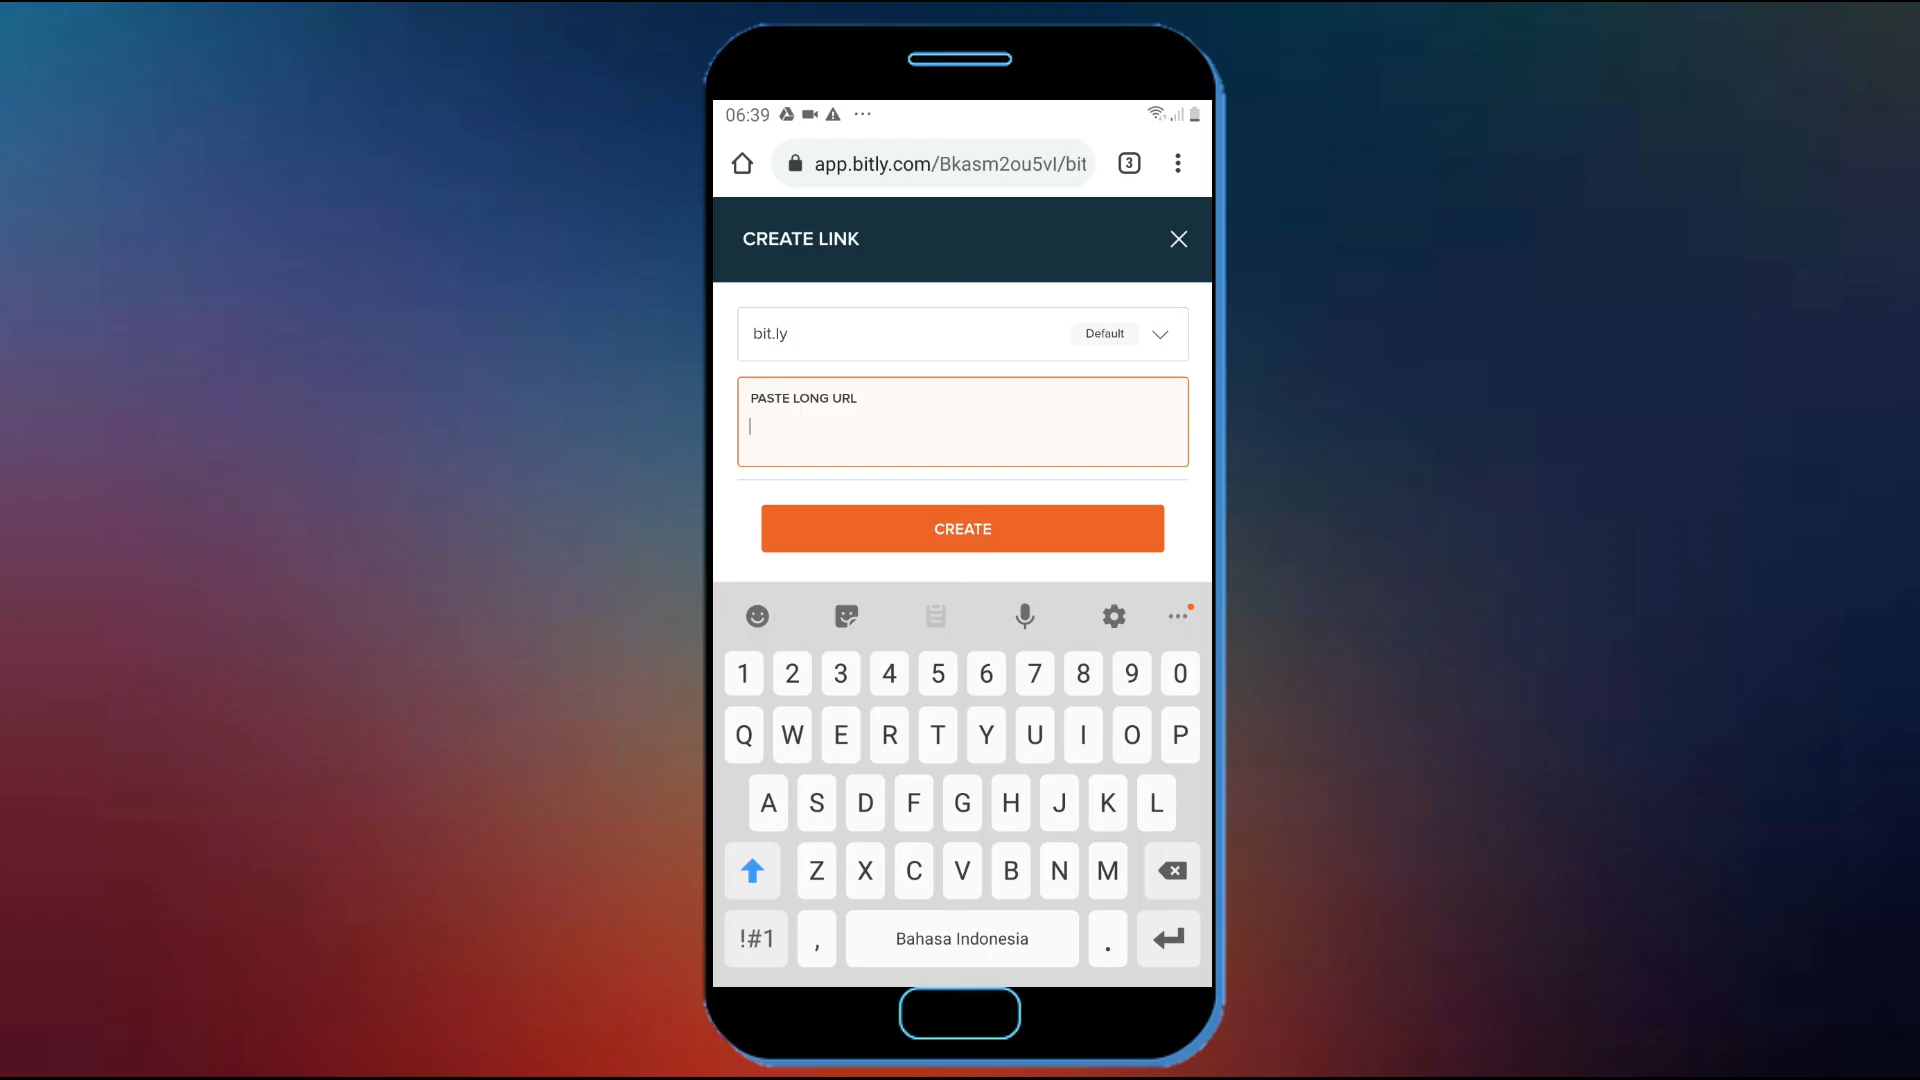 06:39
app.bitly.com/Bkasm2ou5vl/bit
3
CREATE LINK
bit.ly
Default
PASTE LONG URL
CREATE
1 2 3 4 5 6 7 8 9 0
Q W E R T Y U I O P
A S D F G H J K L
Z X C V B N M
!#1 , Bahasa Indonesia .